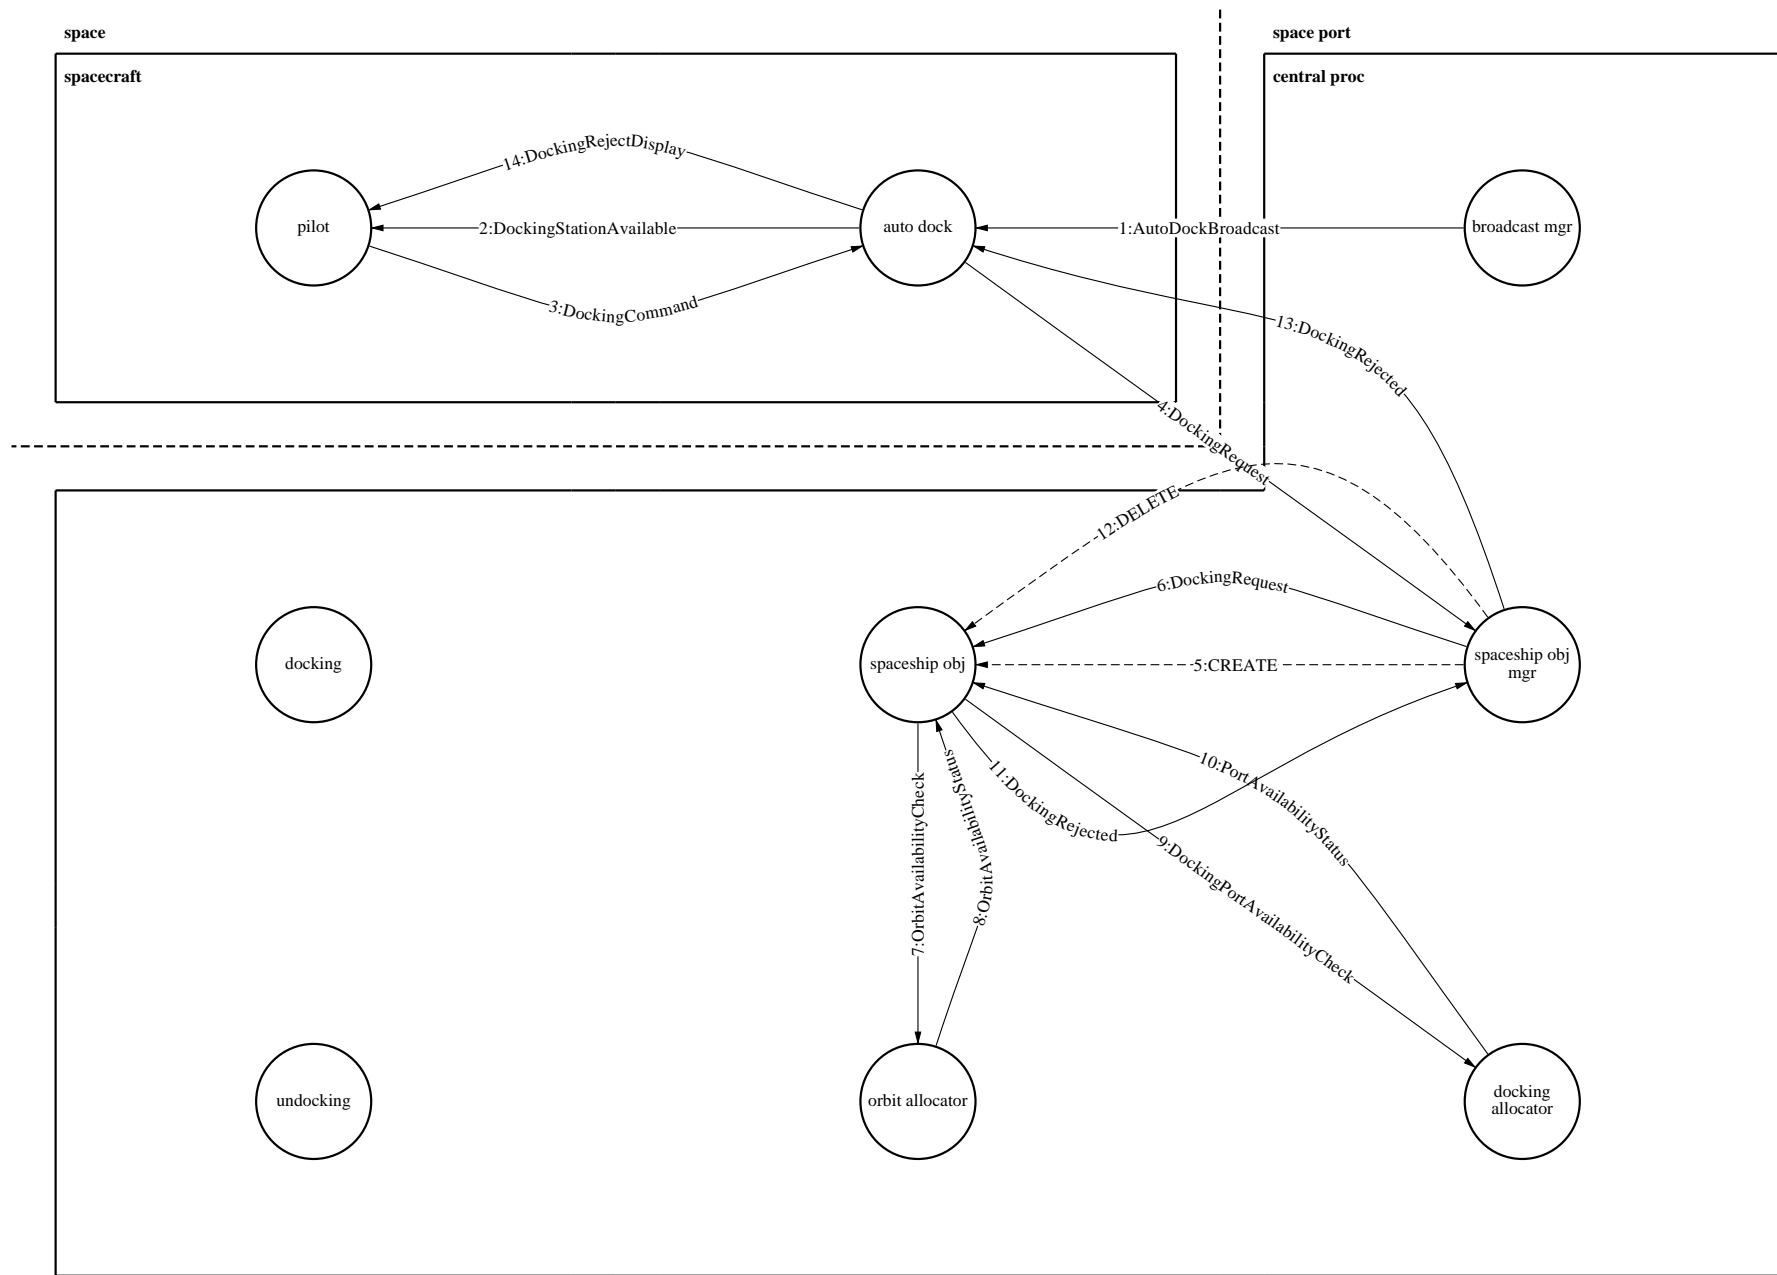 space
space port
spacecraft
central proc
14:DockingRejectDisplay
pilot
2:DockingStationAvailable
auto dock
1:AutoDockBroadcast
broadcast mgr
3:DockingCommand
13:DockingRejected
4:DockingRequest
12:DELETE
6:DockingRequest
docking
spaceship obj
5:CREATE
spaceship obj
mgr
10:PortAvailabilityStatus
11:DockingRejected
7:OrbitAvailabilityCheck
8:OrbitAvailabilityStatus
9:DockingPortAvailabilityCheck
undocking
orbit allocator
docking
allocator